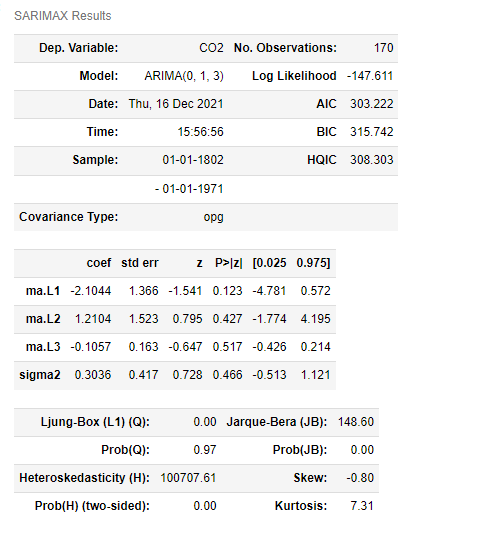 SARIMAX Results
Dep. Variable: CO2 No. Observations: 170
Model: ARIMA(0, 1, 3) Log Likelihood -147.611
Date: Thu, 16 Dec 2021 AIC 303.222
Time: 15:56:56 BIC 315.742
Sample: 01-01-1802 HQIC 308.303
- 01-01-1971
Covariance Type: opg
coef std err z P>|z| [0.025 0.975]
ma.L1 -2.1044 1.366 -1.541 0.123 -4.781 0.572
ma.L2 1.2104 1.523 0.795 0.427 -1.774 4.195
ma.L3 -0.1057 0.163 -0.647 0.517 -0.426 0.214
sigma2 0.3036 0.417 0.728 0.466 -0.513 1.121
Ljung-Box (L1) (Q): 0.00 Jarque-Bera (JB): 148.60
Prob(Q): 0.97 Prob(JB): 0.00
Heteroskedasticity (H): 100707.61 Skew: -0.80
Prob(H) (two-sided): 0.00 Kurtosis: 7.31